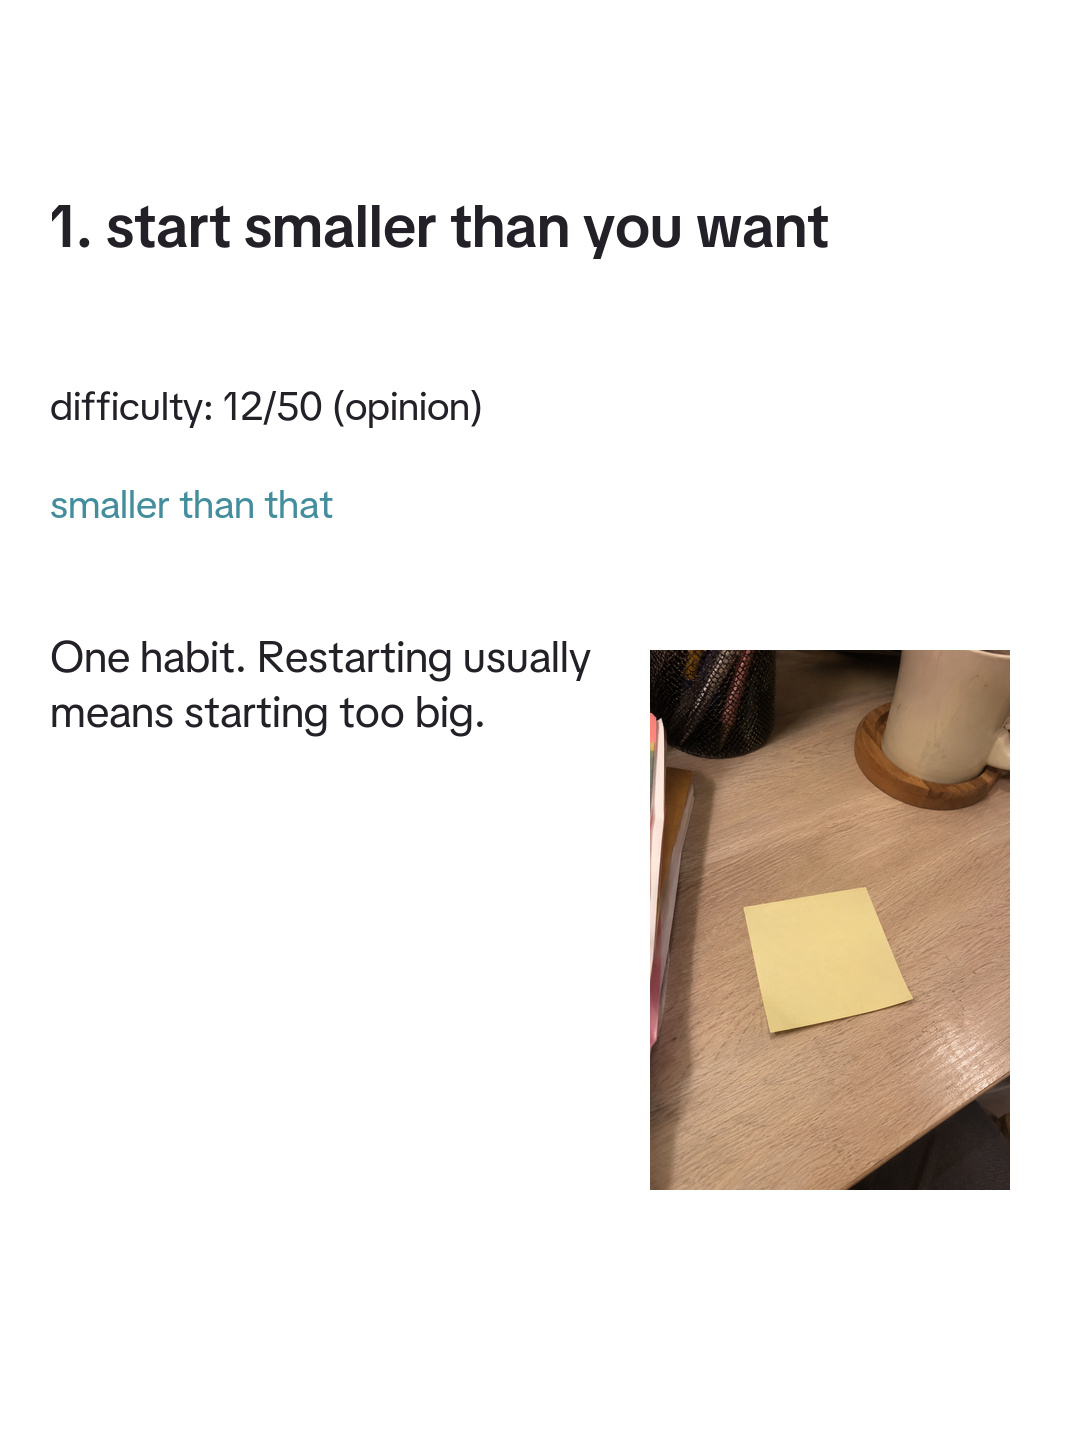 1. start smaller than you want
difficulty: 12/50 (opinion)
smaller than that
One habit. Restarting usually
means starting too big.